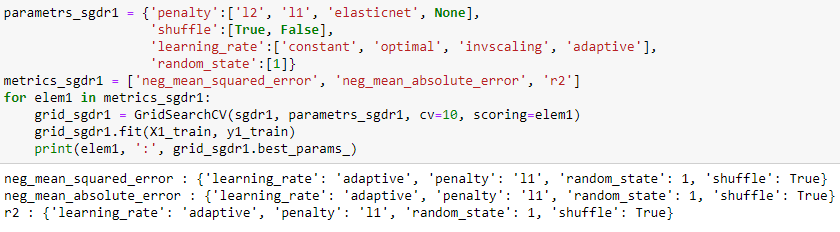 parametrs_sgdr1 = {'penalty':['l2', 'l1', 'elasticnet', None],
'shuffle':[True, False],
'learning_rate':['constant', 'optimal', 'invscaling', 'adaptive'],
'random_state':[1]}
metrics_sgdr1 = ['neg_mean_squared_error', 'neg_mean_absolute_error', 'r2']
for elem1 in metrics_sgdr1:
grid_sgdr1 = GridSearchCV(sgdr1, parametrs_sgdr1, cv=10, scoring=elem1)
grid_sgdr1.fit(X1_train, y1_train)
print(elem1, ':', grid_sgdr1.best_params_)
neg_mean_squared_error : {'learning_rate': 'adaptive', 'penalty': 'l1', 'random_state': 1, 'shuffle': True}
neg_mean_absolute_error : {'learning_rate': 'adaptive', 'penalty': 'l1', 'random_state': 1, 'shuffle': True}
r2 : {'learning_rate': 'adaptive', 'penalty': 'l1', 'random_state': 1, 'shuffle': True}